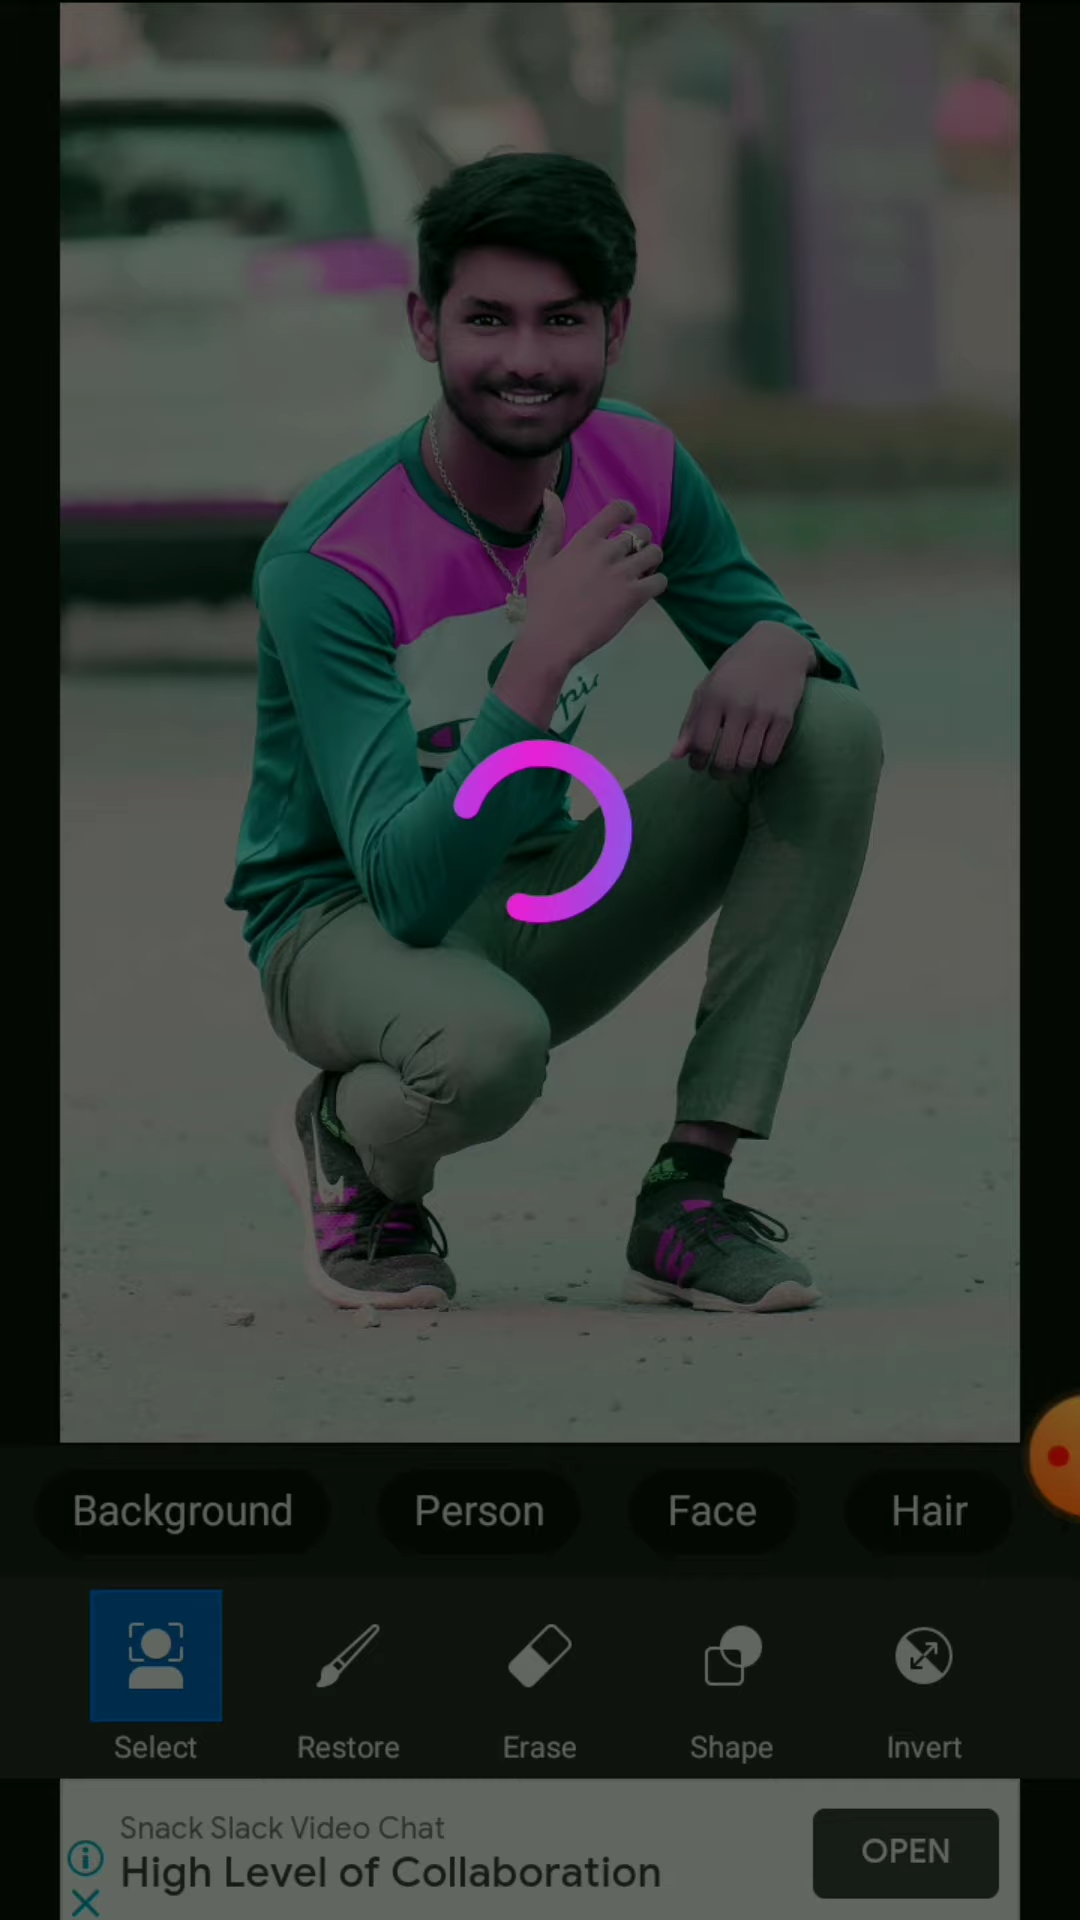 Background Person Face Hair
Select Restore Erase Shape Invert
Snack Slack Video Chat
High Level of Collaboration
OPEN